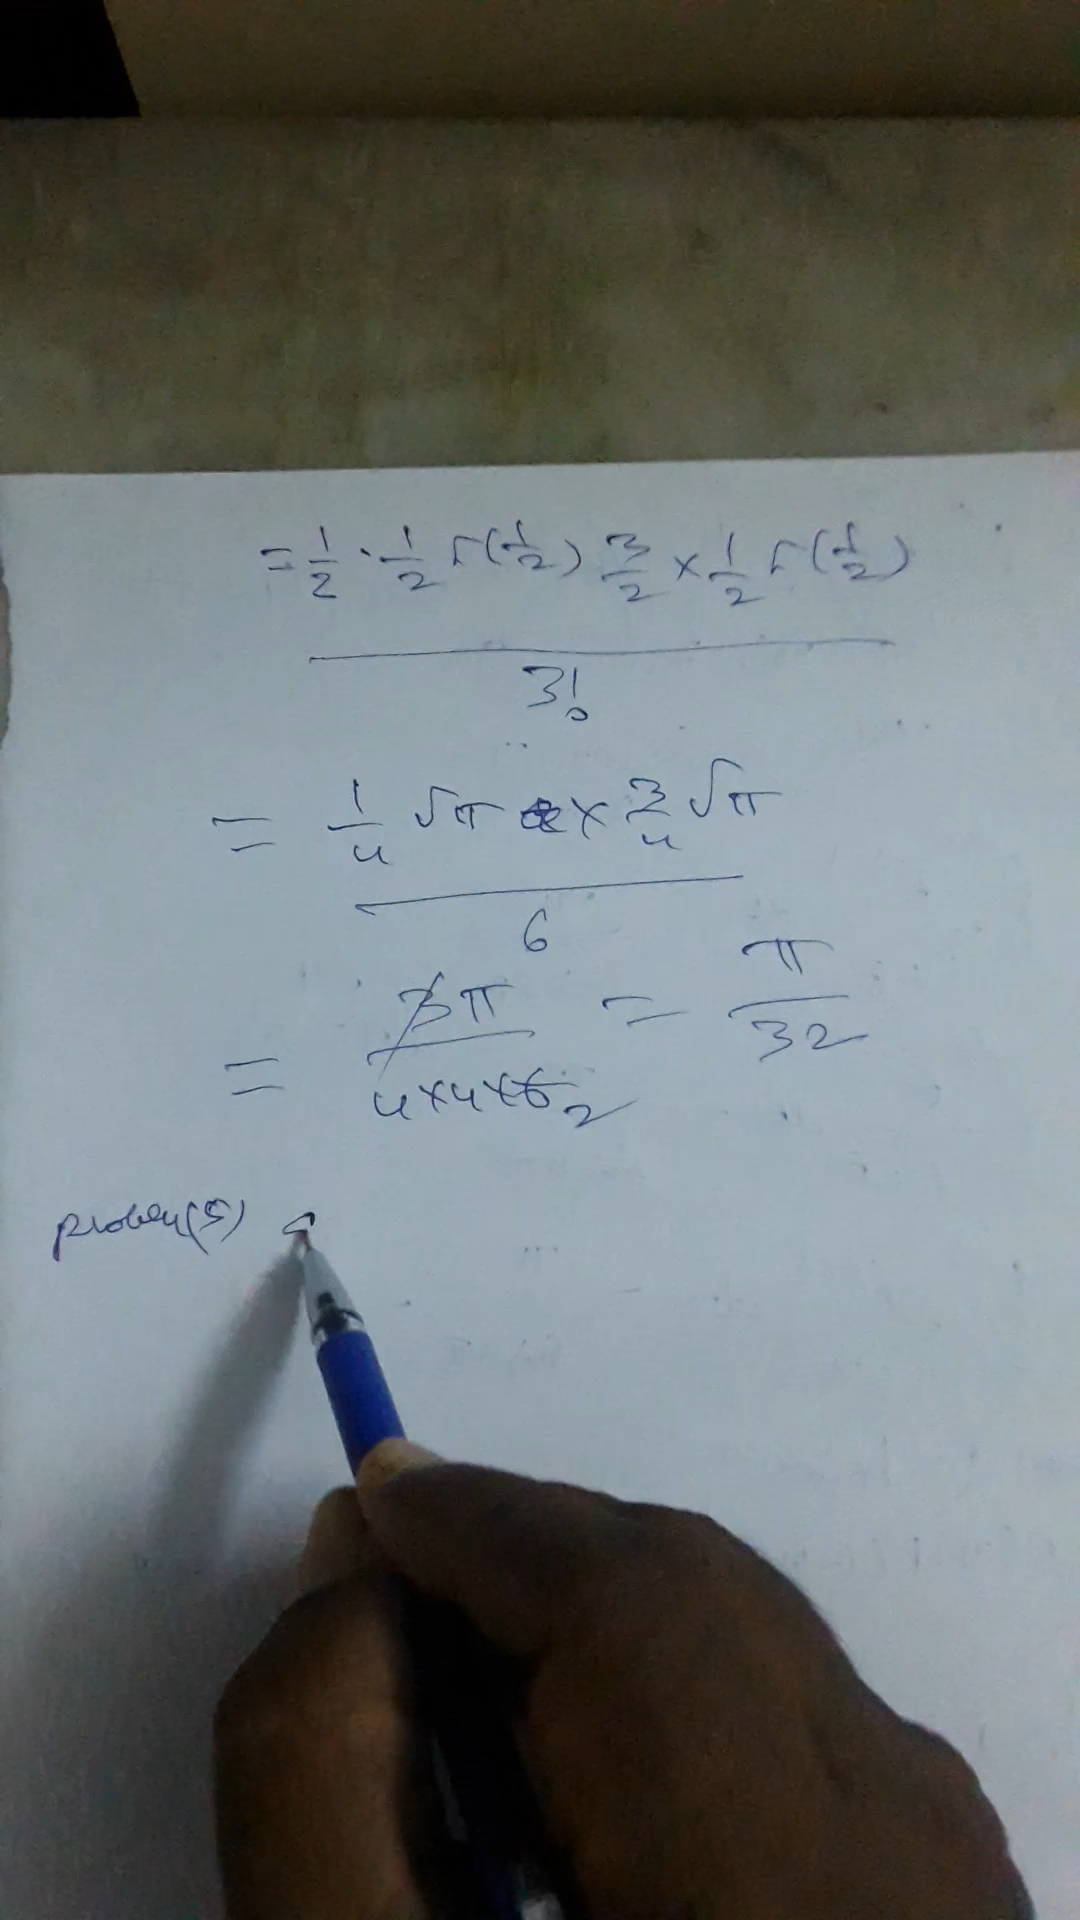 = 1/2 · 1/2 Γ(1/2) 3/2 × 1/2 Γ(1/2)
3!
= 1/4 √π × 3/4 √π
6
= 3π / 4×4×6 2 = π/32
problem(5)